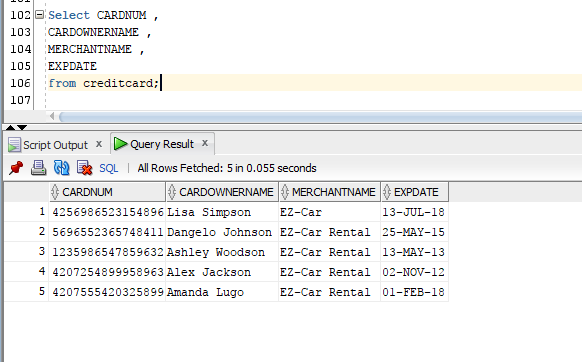 102 Select CARDNUM ,
103 CARDOWNERNAME ,
104 MERCHANTNAME ,
105 EXPDATE
106 from creditcard;
107
Script Output x Query Result x
SQL | All Rows Fetched: 5 in 0.055 seconds
CARDNUM CARDOWNERNAME MERCHANTNAME EXPDATE
1 4256986523154896 Lisa Simpson EZ-Car 13-JUL-18
2 5696552365748411 Dangelo Johnson EZ-Car Rental 25-MAY-15
3 1235986547859632 Ashley Woodson EZ-Car Rental 13-MAY-13
4 4207254899958963 Alex Jackson EZ-Car Rental 02-NOV-12
5 4207555420325899 Amanda Lugo EZ-Car Rental 01-FEB-18